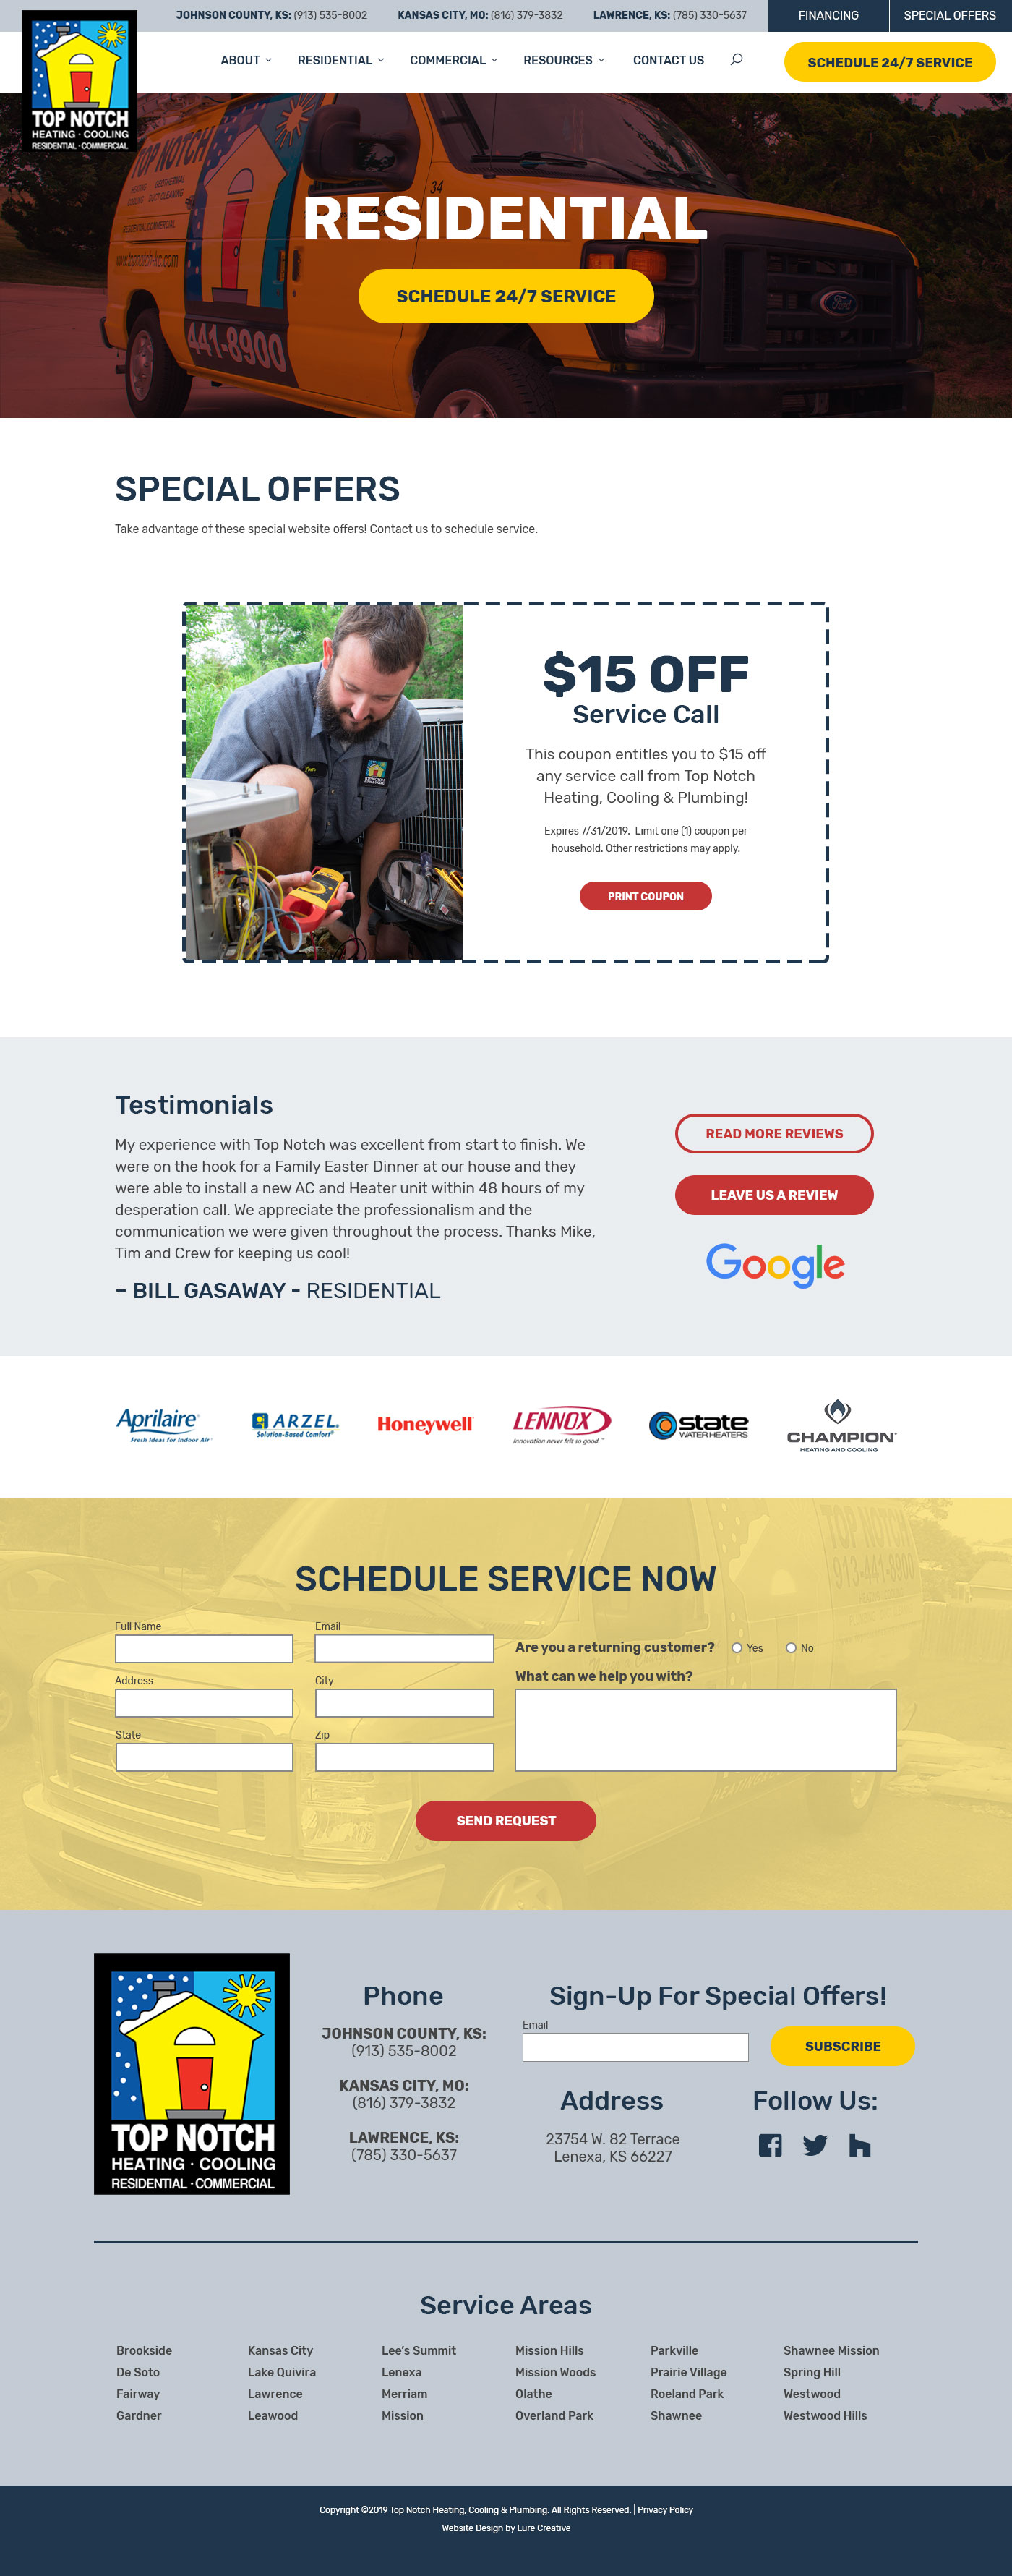 JOHNSON COUNTY, KS: (913) 535-8002
KANSAS CITY, MO: (816) 379-3832
LAWRENCE, KS: (785) 330-5637
FINANCING
SPECIAL OFFERS
ABOUT
RESIDENTIAL
COMMERCIAL
RESOURCES
CONTACT US
SCHEDULE 24/7 SERVICE
TOP NOTCH
HEATING · COOLING
RESIDENTIAL · COMMERCIAL
TOP NOTCH
34
441-8900
Ford
RESIDENTIAL
SCHEDULE 24/7 SERVICE
SPECIAL OFFERS
Take advantage of these special website offers! Contact us to schedule service.
$15 OFF
Service Call
This coupon entitles you to $15 off
any service call from Top Notch
Heating, Cooling & Plumbing!
Expires 7/31/2019. Limit one (1) coupon per
household. Other restrictions may apply.
PRINT COUPON
Testimonials
My experience with Top Notch was excellent from start to finish. We
were on the hook for a Family Easter Dinner at our house and they
were able to install a new AC and Heater unit within 48 hours of my
desperation call. We appreciate the professionalism and the
communication we were given throughout the process. Thanks Mike,
Tim and Crew for keeping us cool!
– BILL GASAWAY - RESIDENTIAL
READ MORE REVIEWS
LEAVE US A REVIEW
Google
Aprilaire®
Fresh Ideas for Indoor Air™
ARZEL
Solution-Based Comfort®
Honeywell
LENNOX
Innovation never felt so good.™
state
WATER HEATERS
CHAMPION
HEATING AND COOLING
TOP NOTCH
913-441-8900
SCHEDULE SERVICE NOW
Full Name
Email
Are you a returning customer?
Yes
No
What can we help you with?
Address
City
State
Zip
SEND REQUEST
TOP NOTCH
HEATING · COOLING
RESIDENTIAL · COMMERCIAL
Phone
JOHNSON COUNTY, KS:
(913) 535-8002
KANSAS CITY, MO:
(816) 379-3832
LAWRENCE, KS:
(785) 330-5637
Sign-Up For Special Offers!
Email
SUBSCRIBE
Address
23754 W. 82 Terrace
Lenexa, KS 66227
Follow Us:
Service Areas
Brookside
De Soto
Fairway
Gardner
Kansas City
Lake Quivira
Lawrence
Leawood
Lee's Summit
Lenexa
Merriam
Mission
Mission Hills
Mission Woods
Olathe
Overland Park
Parkville
Prairie Village
Roeland Park
Shawnee
Shawnee Mission
Spring Hill
Westwood
Westwood Hills
Copyright ©2019 Top Notch Heating, Cooling & Plumbing. All Rights Reserved. | Privacy Policy
Website Design by Lure Creative